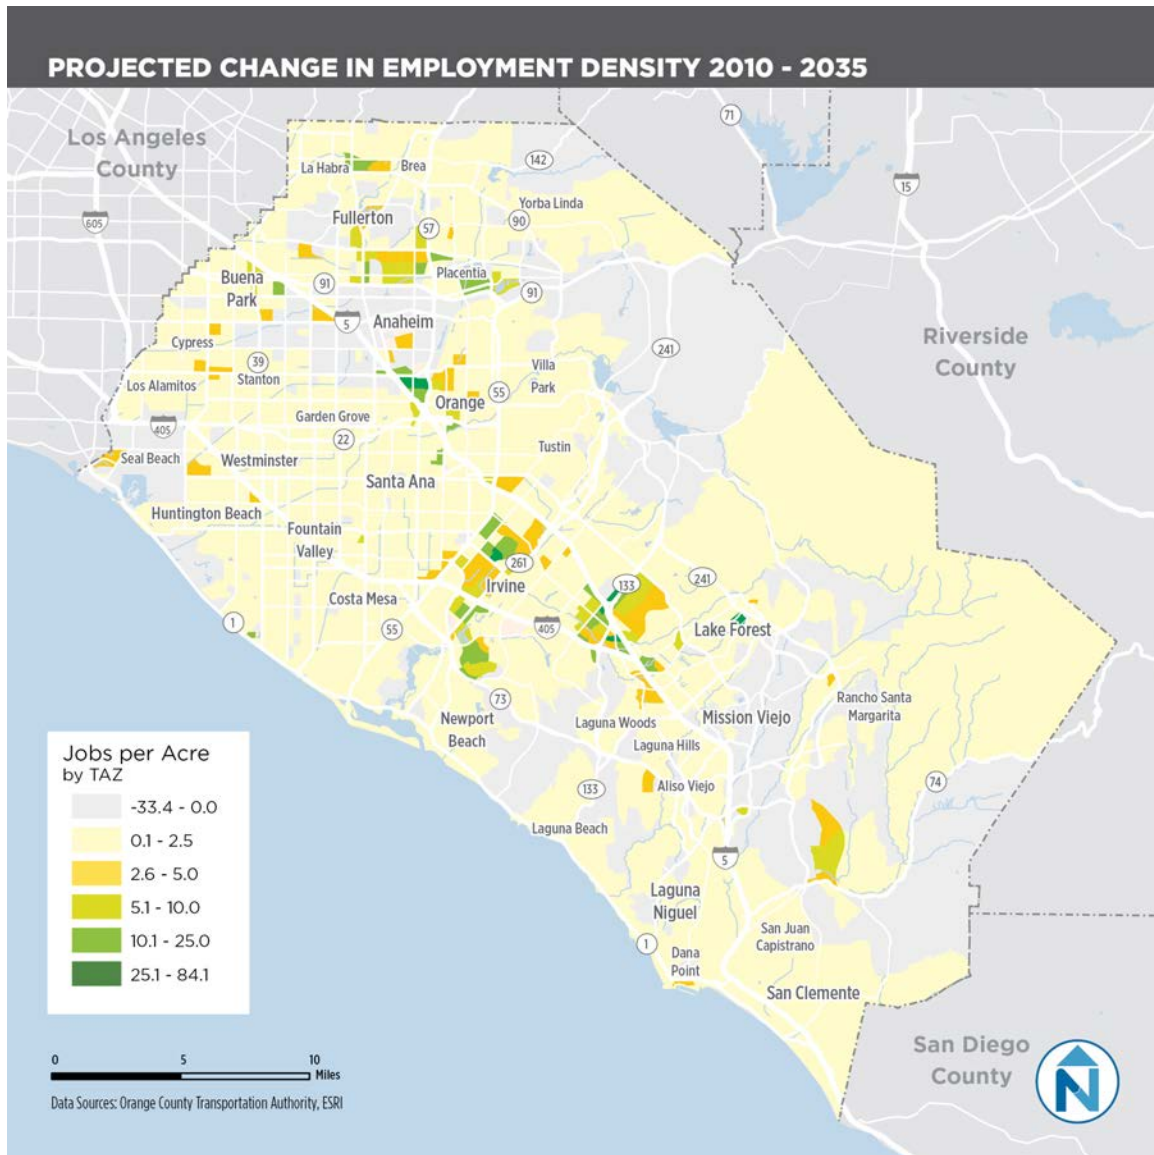 PROJECTED CHANGE IN EMPLOYMENT DENSITY 2010 - 2035
Los Angeles
County
71
142
La Habra
Brea
15
605
Yorba Linda
Fullerton
90
57
Buena
Park
91
Placentia
91
5
Anaheim
Riverside
County
Cypress
241
39
Stanton
Villa
Park
Los Alamitos
55
Orange
405
Garden Grove
22
Seal Beach
Westminster
Tustin
Santa Ana
Huntington Beach
Fountain
Valley
261
Irvine
133
241
Costa Mesa
1
55
405
Lake Forest
73
Rancho Santa
Margarita
Newport
Beach
Laguna Woods
Mission Viejo
Laguna Hills
133
Aliso Viejo
74
Laguna Beach
5
Laguna
Niguel
San Juan
Capistrano
1
Dana
Point
San Clemente
San Diego
County
N
Jobs per Acre
by TAZ
-33.4 - 0.0
0.1 - 2.5
2.6 - 5.0
5.1 - 10.0
10.1 - 25.0
25.1 - 84.1
0 5 10
Miles
Data Sources: Orange County Transportation Authority, ESRI